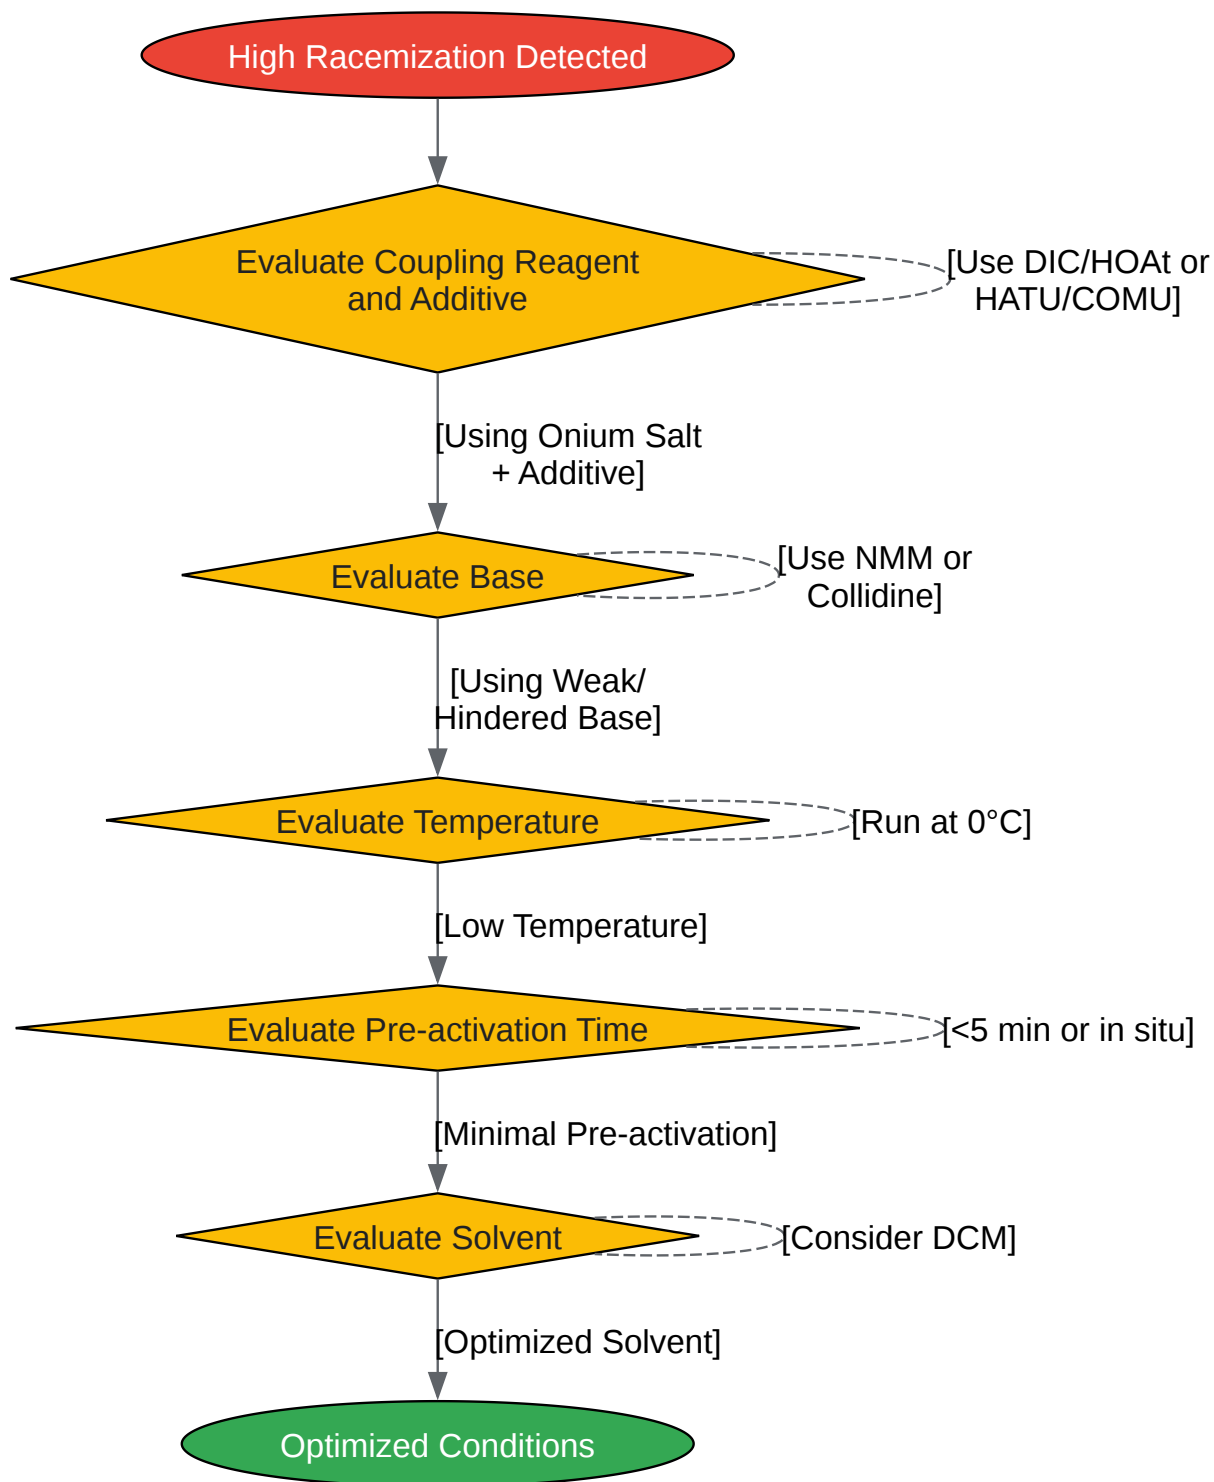 High Racemization Detected
Evaluate Coupling Reagent
and Additive
[Use DIC/HOAt or
HATU/COMU]
[Using Onium Salt
+ Additive]
Evaluate Base
[Use NMM or
Collidine]
[Using Weak/
Hindered Base]
Evaluate Temperature
[Run at 0°C]
[Low Temperature]
Evaluate Pre-activation Time
[<5 min or in situ]
[Minimal Pre-activation]
Evaluate Solvent
[Consider DCM]
[Optimized Solvent]
Optimized Conditions